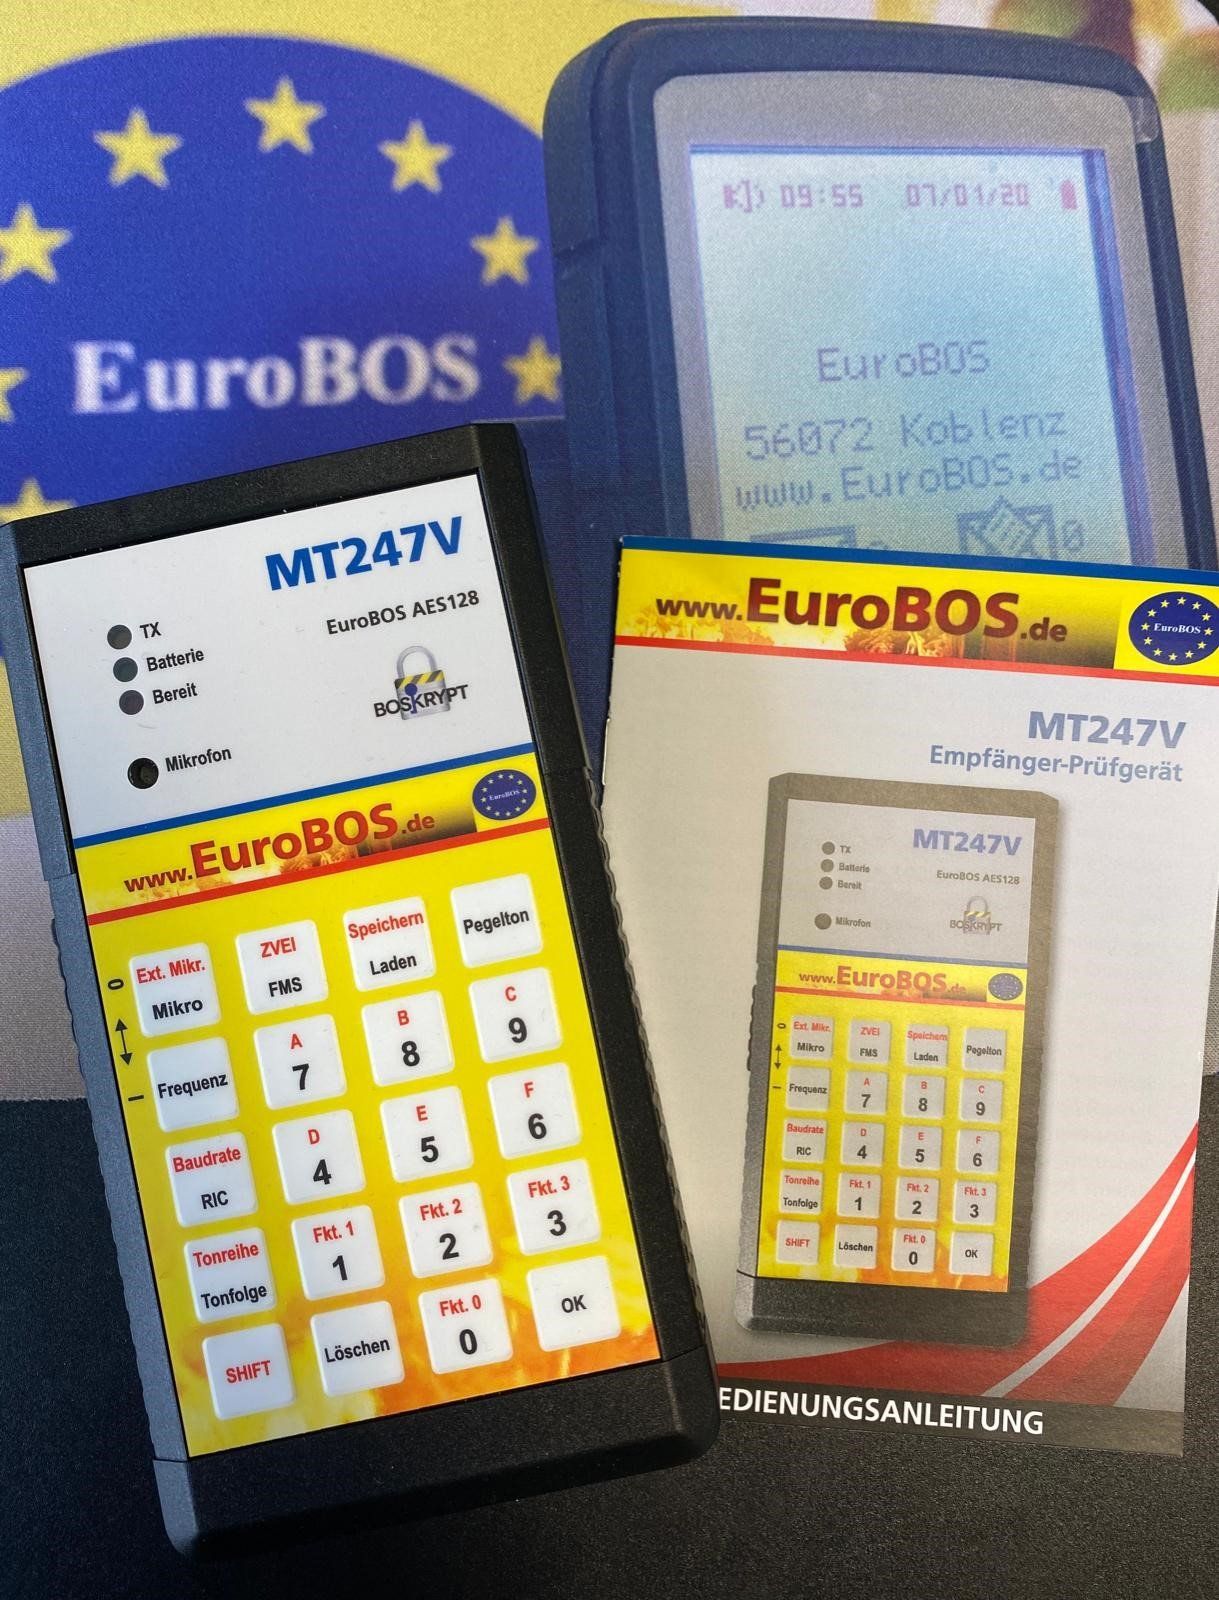 EuroBOS
09:55 07/01/20
EuroBOS
56072 Koblenz
www.EuroBOS.de
0
MT247V
EuroBOS AES128
TX
Batterie
Bereit
BOSKRYPT
Mikrofon
www.EuroBOS.de
EuroBOS
0
I
Ext. Mikr.
Mikro
ZVEI
FMS
Speichern
Laden
Pegelton
Frequenz
A
7
B
8
C
9
Baudrate
RIC
D
4
E
5
F
6
Tonreihe
Tonfolge
Fkt. 1
1
Fkt. 2
2
Fkt. 3
3
SHIFT
Löschen
Fkt. 0
0
OK
www.EuroBOS.de
EuroBOS
MT247V
Empfänger-Prüfgerät
MT247V
EuroBOS AES128
TX
Batterie
Bereit
BOSKRYPT
Mikrofon
www.EuroBOS.de
0
I
Ext. Mikr.
Mikro
ZVEI
FMS
Speichern
Laden
Pegelton
Frequenz
A
7
B
8
C
9
Baudrate
RIC
D
4
E
5
F
6
Tonreihe
Tonfolge
Fkt. 1
1
Fkt. 2
2
Fkt. 3
3
SHIFT
Löschen
Fkt. 0
0
OK
EDIENUNGSANLEITUNG